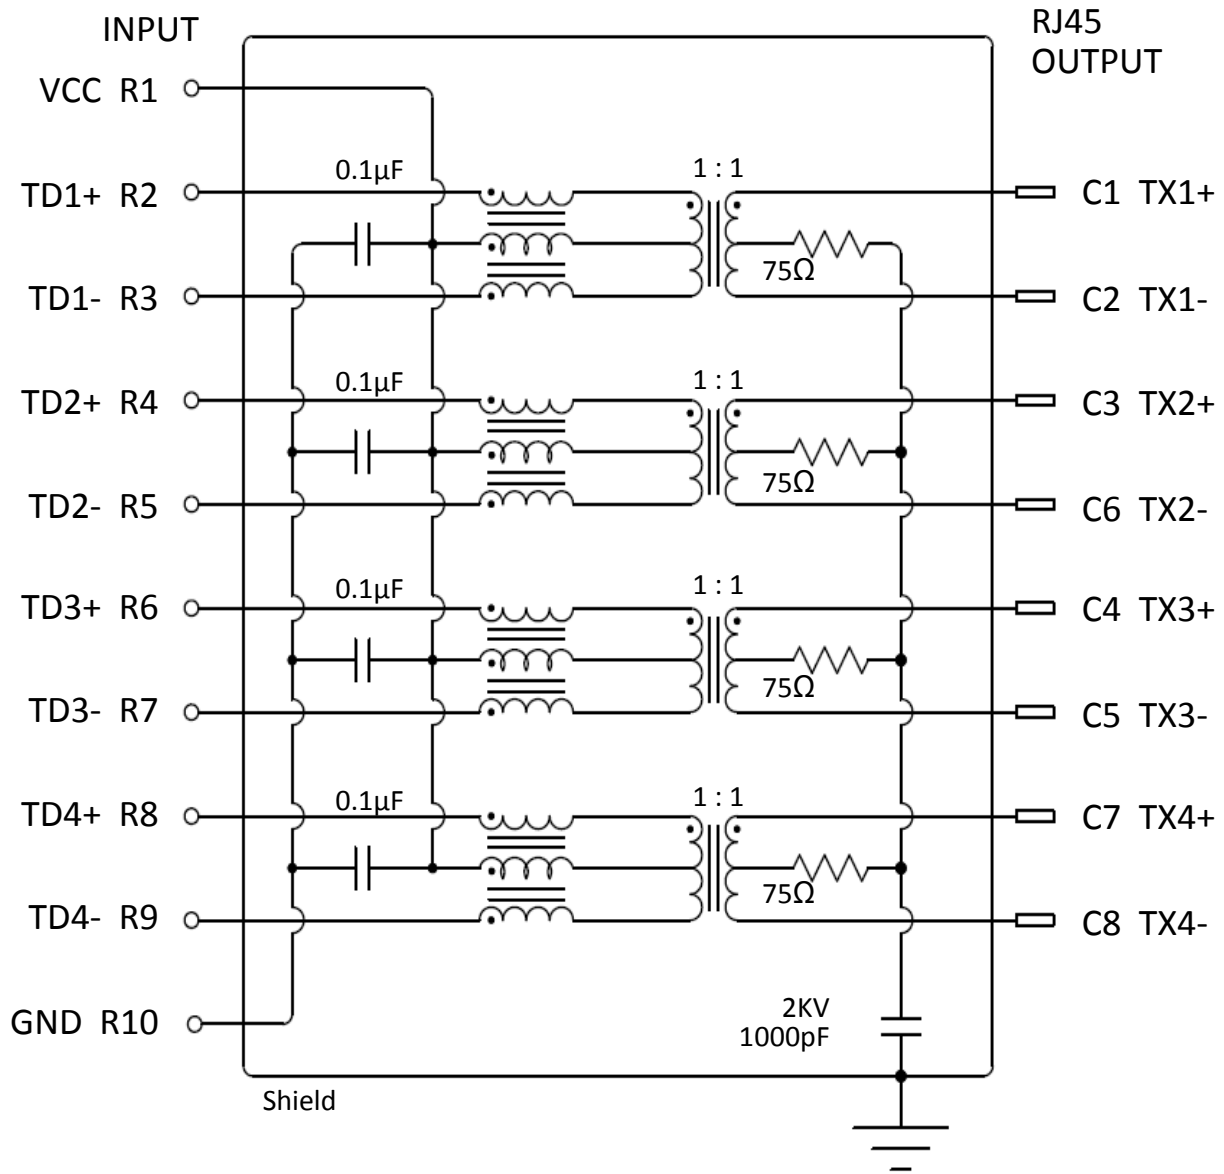 INPUT
RJ45
OUTPUT
VCC R1
0.1µF
1 : 1
TD1+ R2
C1 TX1+
75Ω
TD1- R3
C2 TX1-
0.1µF
1 : 1
TD2+ R4
C3 TX2+
75Ω
TD2- R5
C6 TX2-
0.1µF
1 : 1
TD3+ R6
C4 TX3+
75Ω
TD3- R7
C5 TX3-
0.1µF
1 : 1
TD4+ R8
C7 TX4+
75Ω
TD4- R9
C8 TX4-
GND R10
2KV
1000pF
Shield